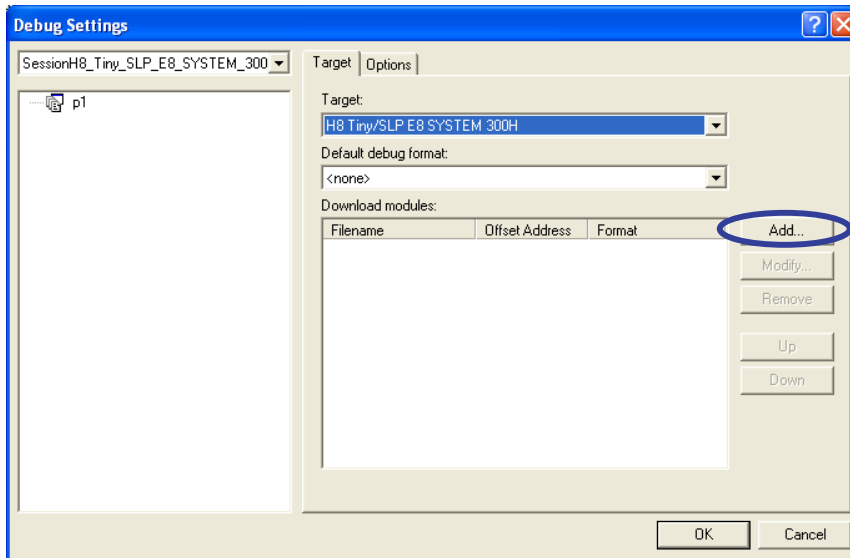 Debug Settings
SessionH8_Tiny_SLP_E8_SYSTEM_300
p1
Target
Options
Target:
H8 Tiny/SLP E8 SYSTEM 300H
Default debug format:
<none>
Download modules:
Filename Offset Address Format
Add...
Modify...
Remove
Up
Down
OK Cancel